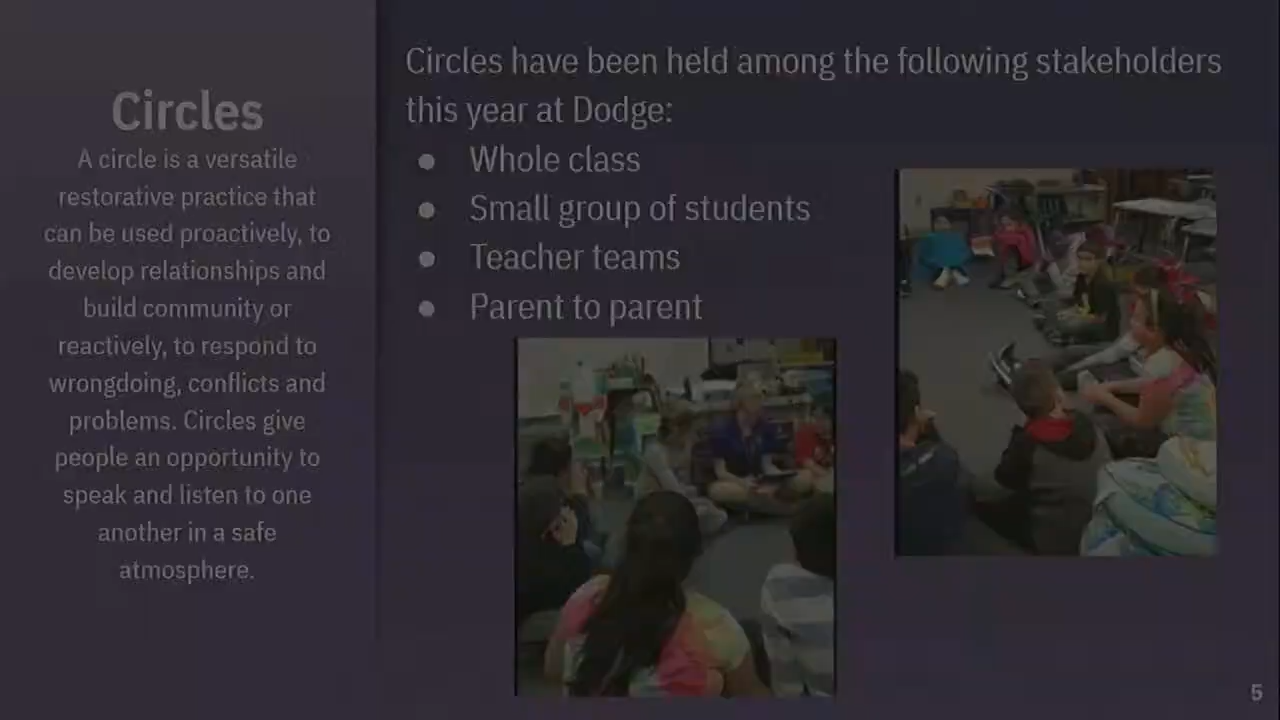 Circles
A circle is a versatile
restorative practice that
can be used proactively, to
develop relationships and
build community or
reactively, to respond to
wrongdoing, conflicts and
problems. Circles give
people an opportunity to
speak and listen to one
another in a safe
atmosphere.
Circles have been held among the following stakeholders
this year at Dodge:
● Whole class
● Small group of students
● Teacher teams
● Parent to parent
5